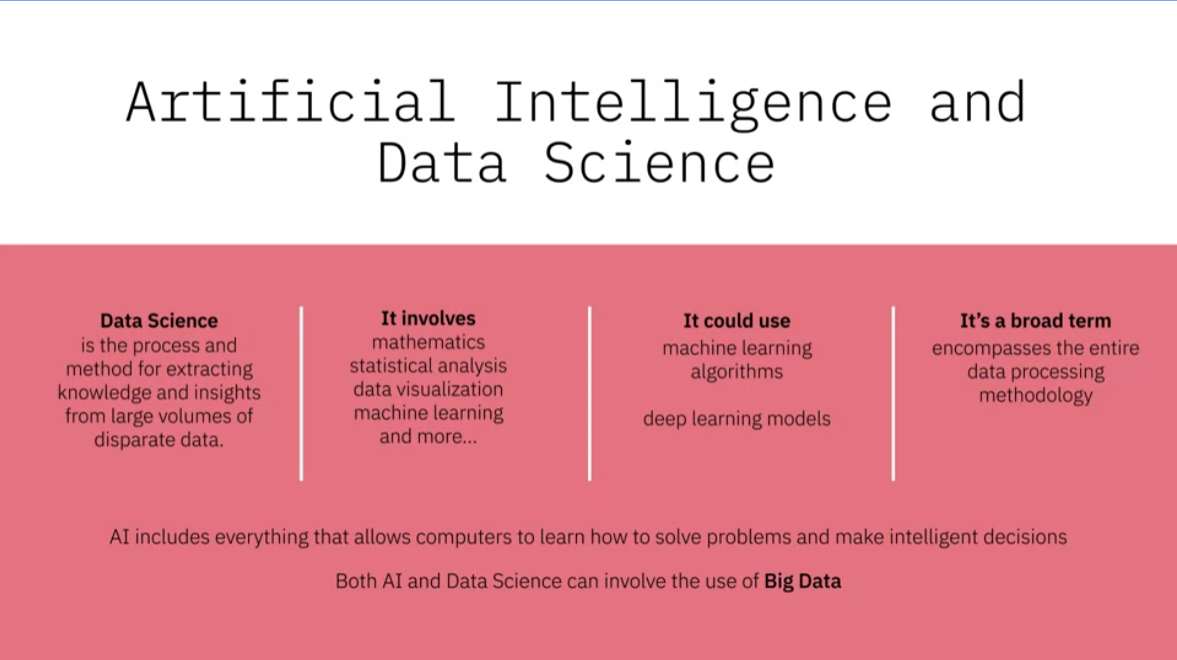 Artificial Intelligence and
Data Science
Data Science
is the process and
method for extracting
knowledge and insights
from large volumes of
disparate data.
It involves
mathematics
statistical analysis
data visualization
machine learning
and more...
It could use
machine learning
algorithms
deep learning models
It’s a broad term
encompasses the entire
data processing
methodology
AI includes everything that allows computers to learn how to solve problems and make intelligent decisions
Both AI and Data Science can involve the use of Big Data